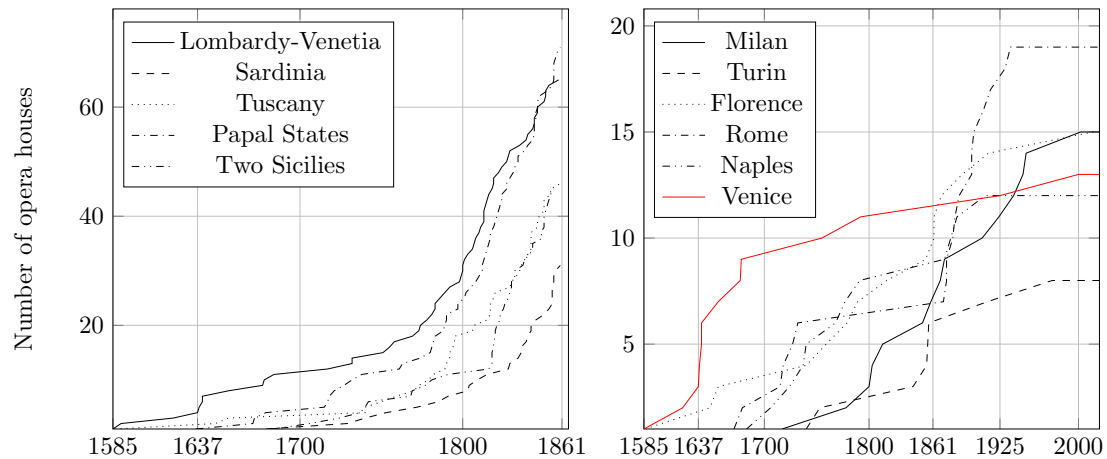 Number of opera houses
60
40
20
1585
1637
1700
1800
1861
Lombardy-Venetia
Sardinia
Tuscany
Papal States
Two Sicilies
20
15
10
5
1585
1637
1700
1800
1861
1925
2000
Milan
Turin
Florence
Rome
Naples
Venice